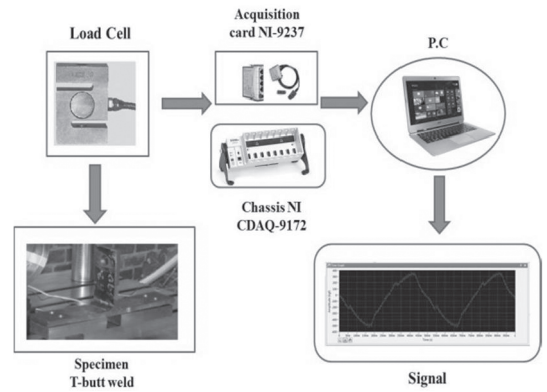 Load Cell
Acquisition
card NI-9237
P.C
Chassis NI
CDAQ-9172
Specimen
T-butt weld
Signal